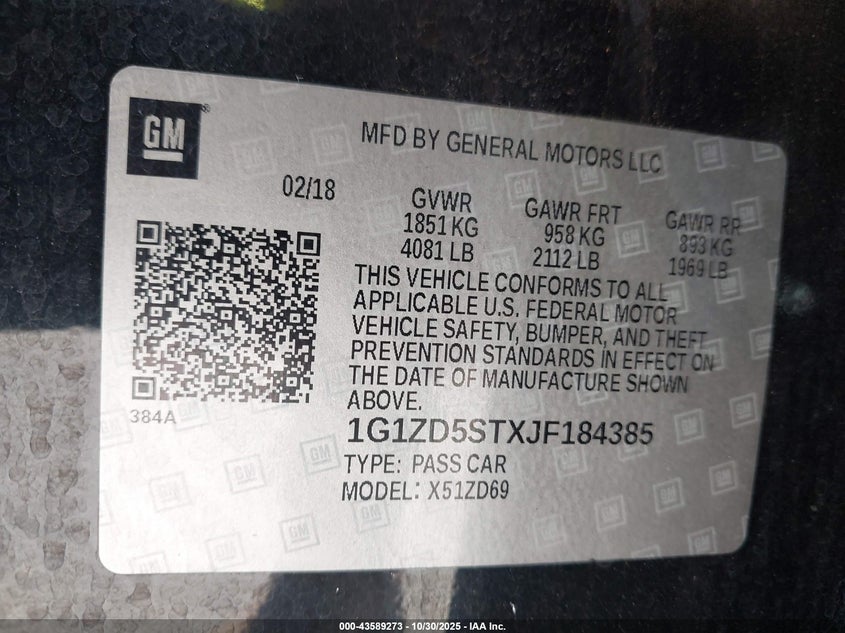 GM
MFD BY GENERAL MOTORS LLC
02/18
GVWR
1851 KG
4081 LB
GAWR FRT
958 KG
2112 LB
GAWR RR
893 KG
1969 LB
THIS VEHICLE CONFORMS TO ALL
APPLICABLE U.S. FEDERAL MOTOR
VEHICLE SAFETY, BUMPER, AND THEFT
PREVENTION STANDARDS IN EFFECT ON
THE DATE OF MANUFACTURE SHOWN
ABOVE.
384A
1G1ZD5STXJF184385
TYPE: PASS CAR
MODEL: X51ZD69
000-43589273 - 10/30/2025 - IAA Inc.